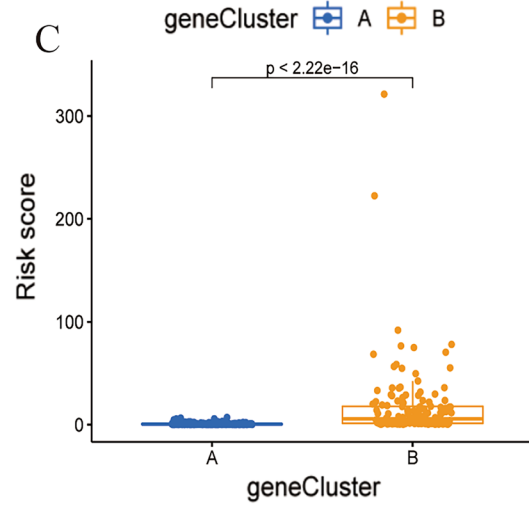 geneCluster A B
C
p < 2.22e−16
300
200
100
0
Risk score
A B
geneCluster